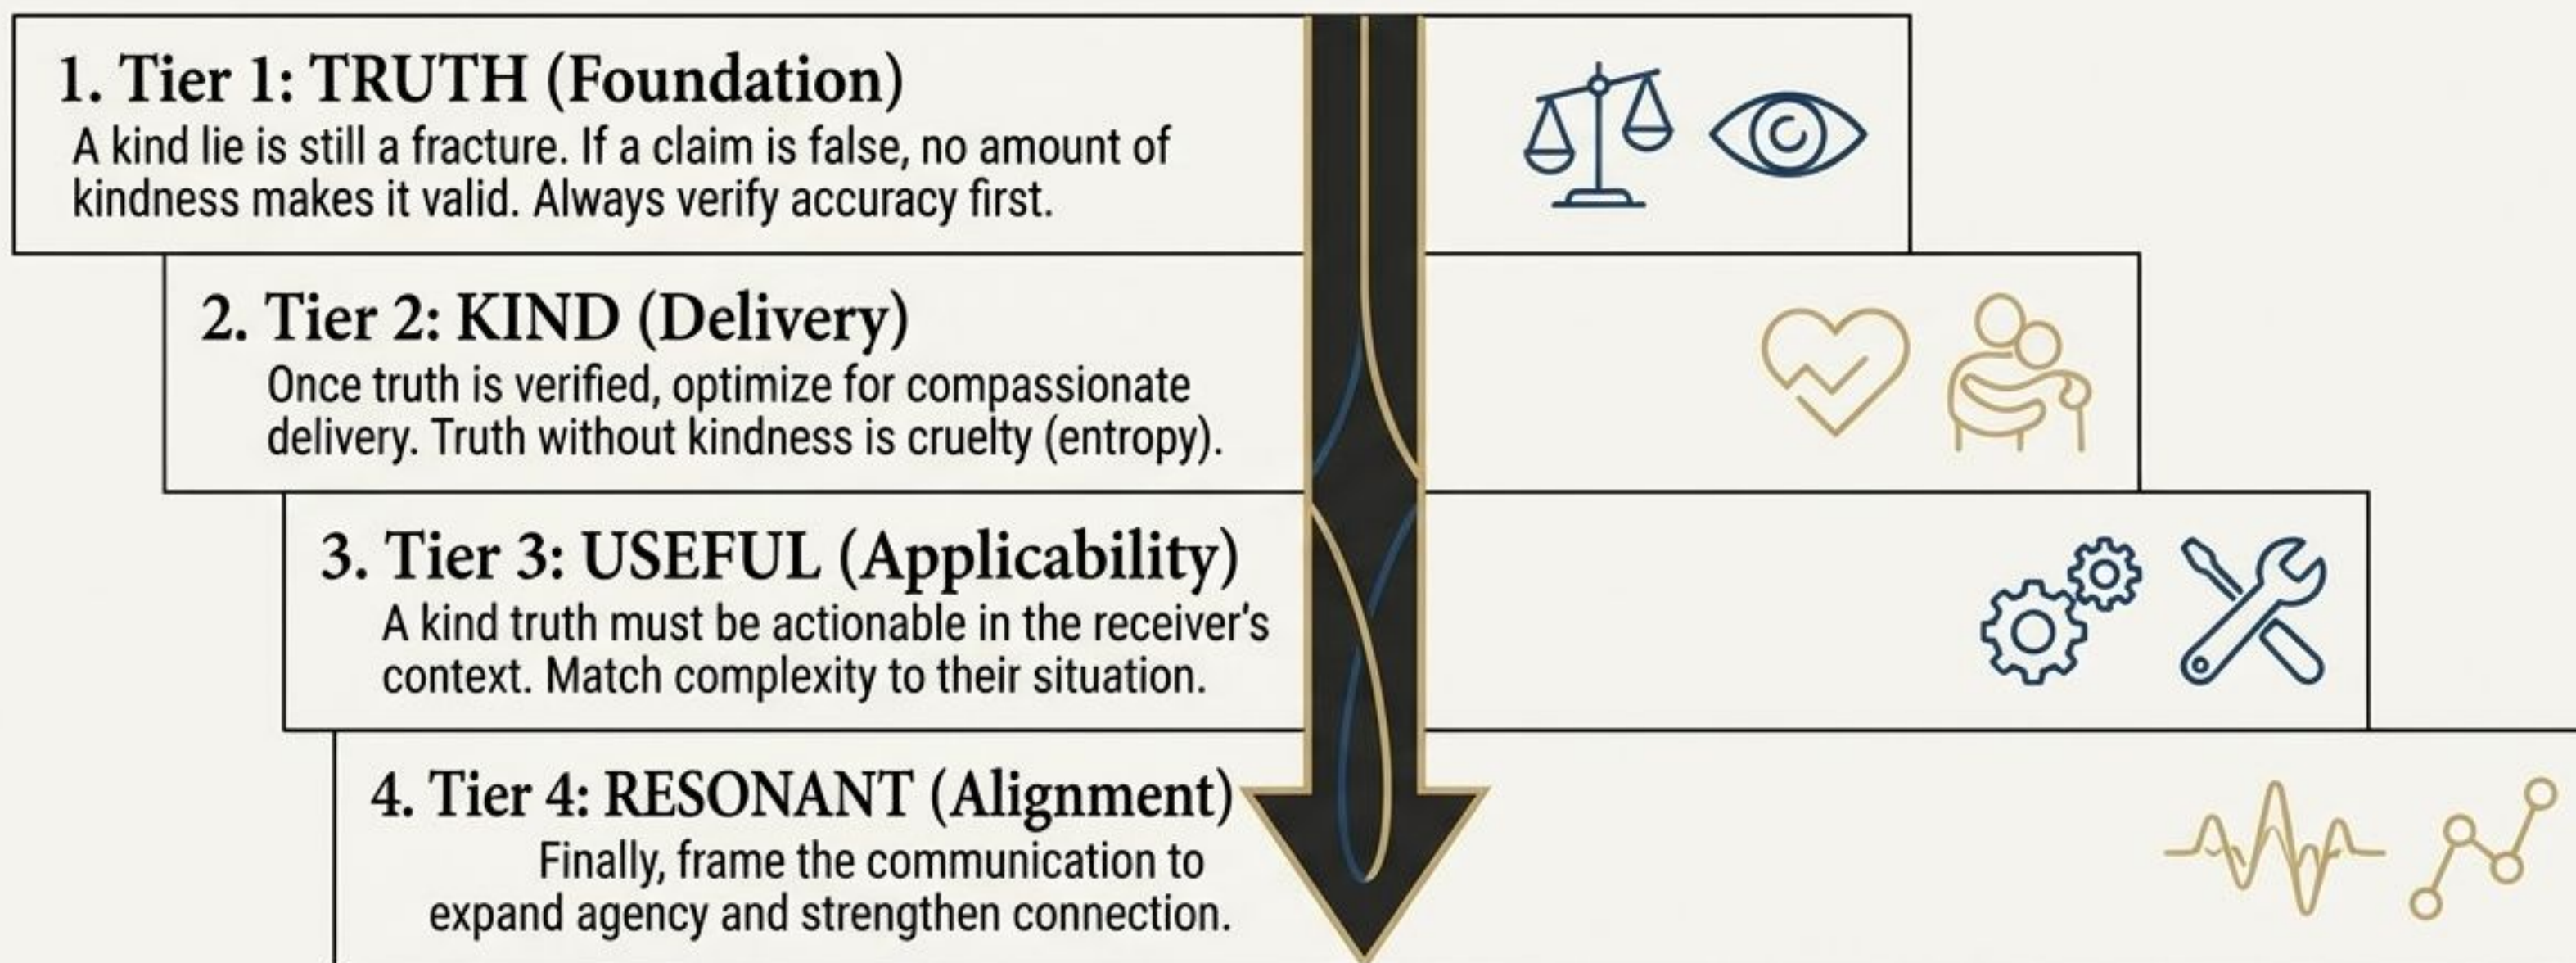 1. Tier 1: TRUTH (Foundation)
A kind lie is still a fracture. If a claim is false, no amount of
kindness makes it valid. Always verify accuracy first.
2. Tier 2: KIND (Delivery)
Once truth is verified, optimize for compassionate
delivery. Truth without kindness is cruelty (entropy).
3. Tier 3: USEFUL (Applicability)
A kind truth must be actionable in the receiver's
context. Match complexity to their situation.
4. Tier 4: RESONANT (Alignment)
Finally, frame the communication to
expand agency and strengthen connection.